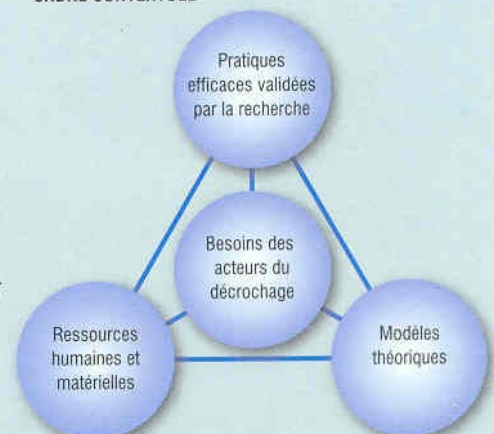 Pratiques
efficaces validées
par la recherche
Besoins des
acteurs du
décrochage
Ressources
humaines et
matérielles
Modèles
théoriques